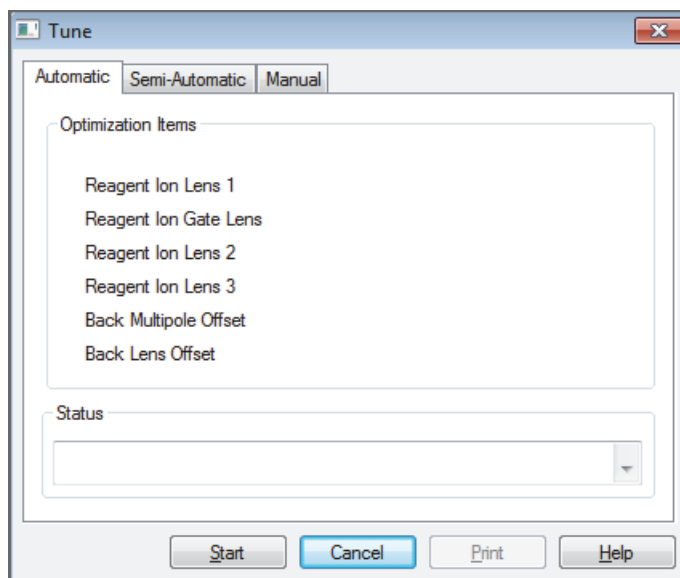 Tune
Automatic Semi-Automatic Manual
Optimization Items
Reagent Ion Lens 1
Reagent Ion Gate Lens
Reagent Ion Lens 2
Reagent Ion Lens 3
Back Multipole Offset
Back Lens Offset
Status
Start Cancel Print Help